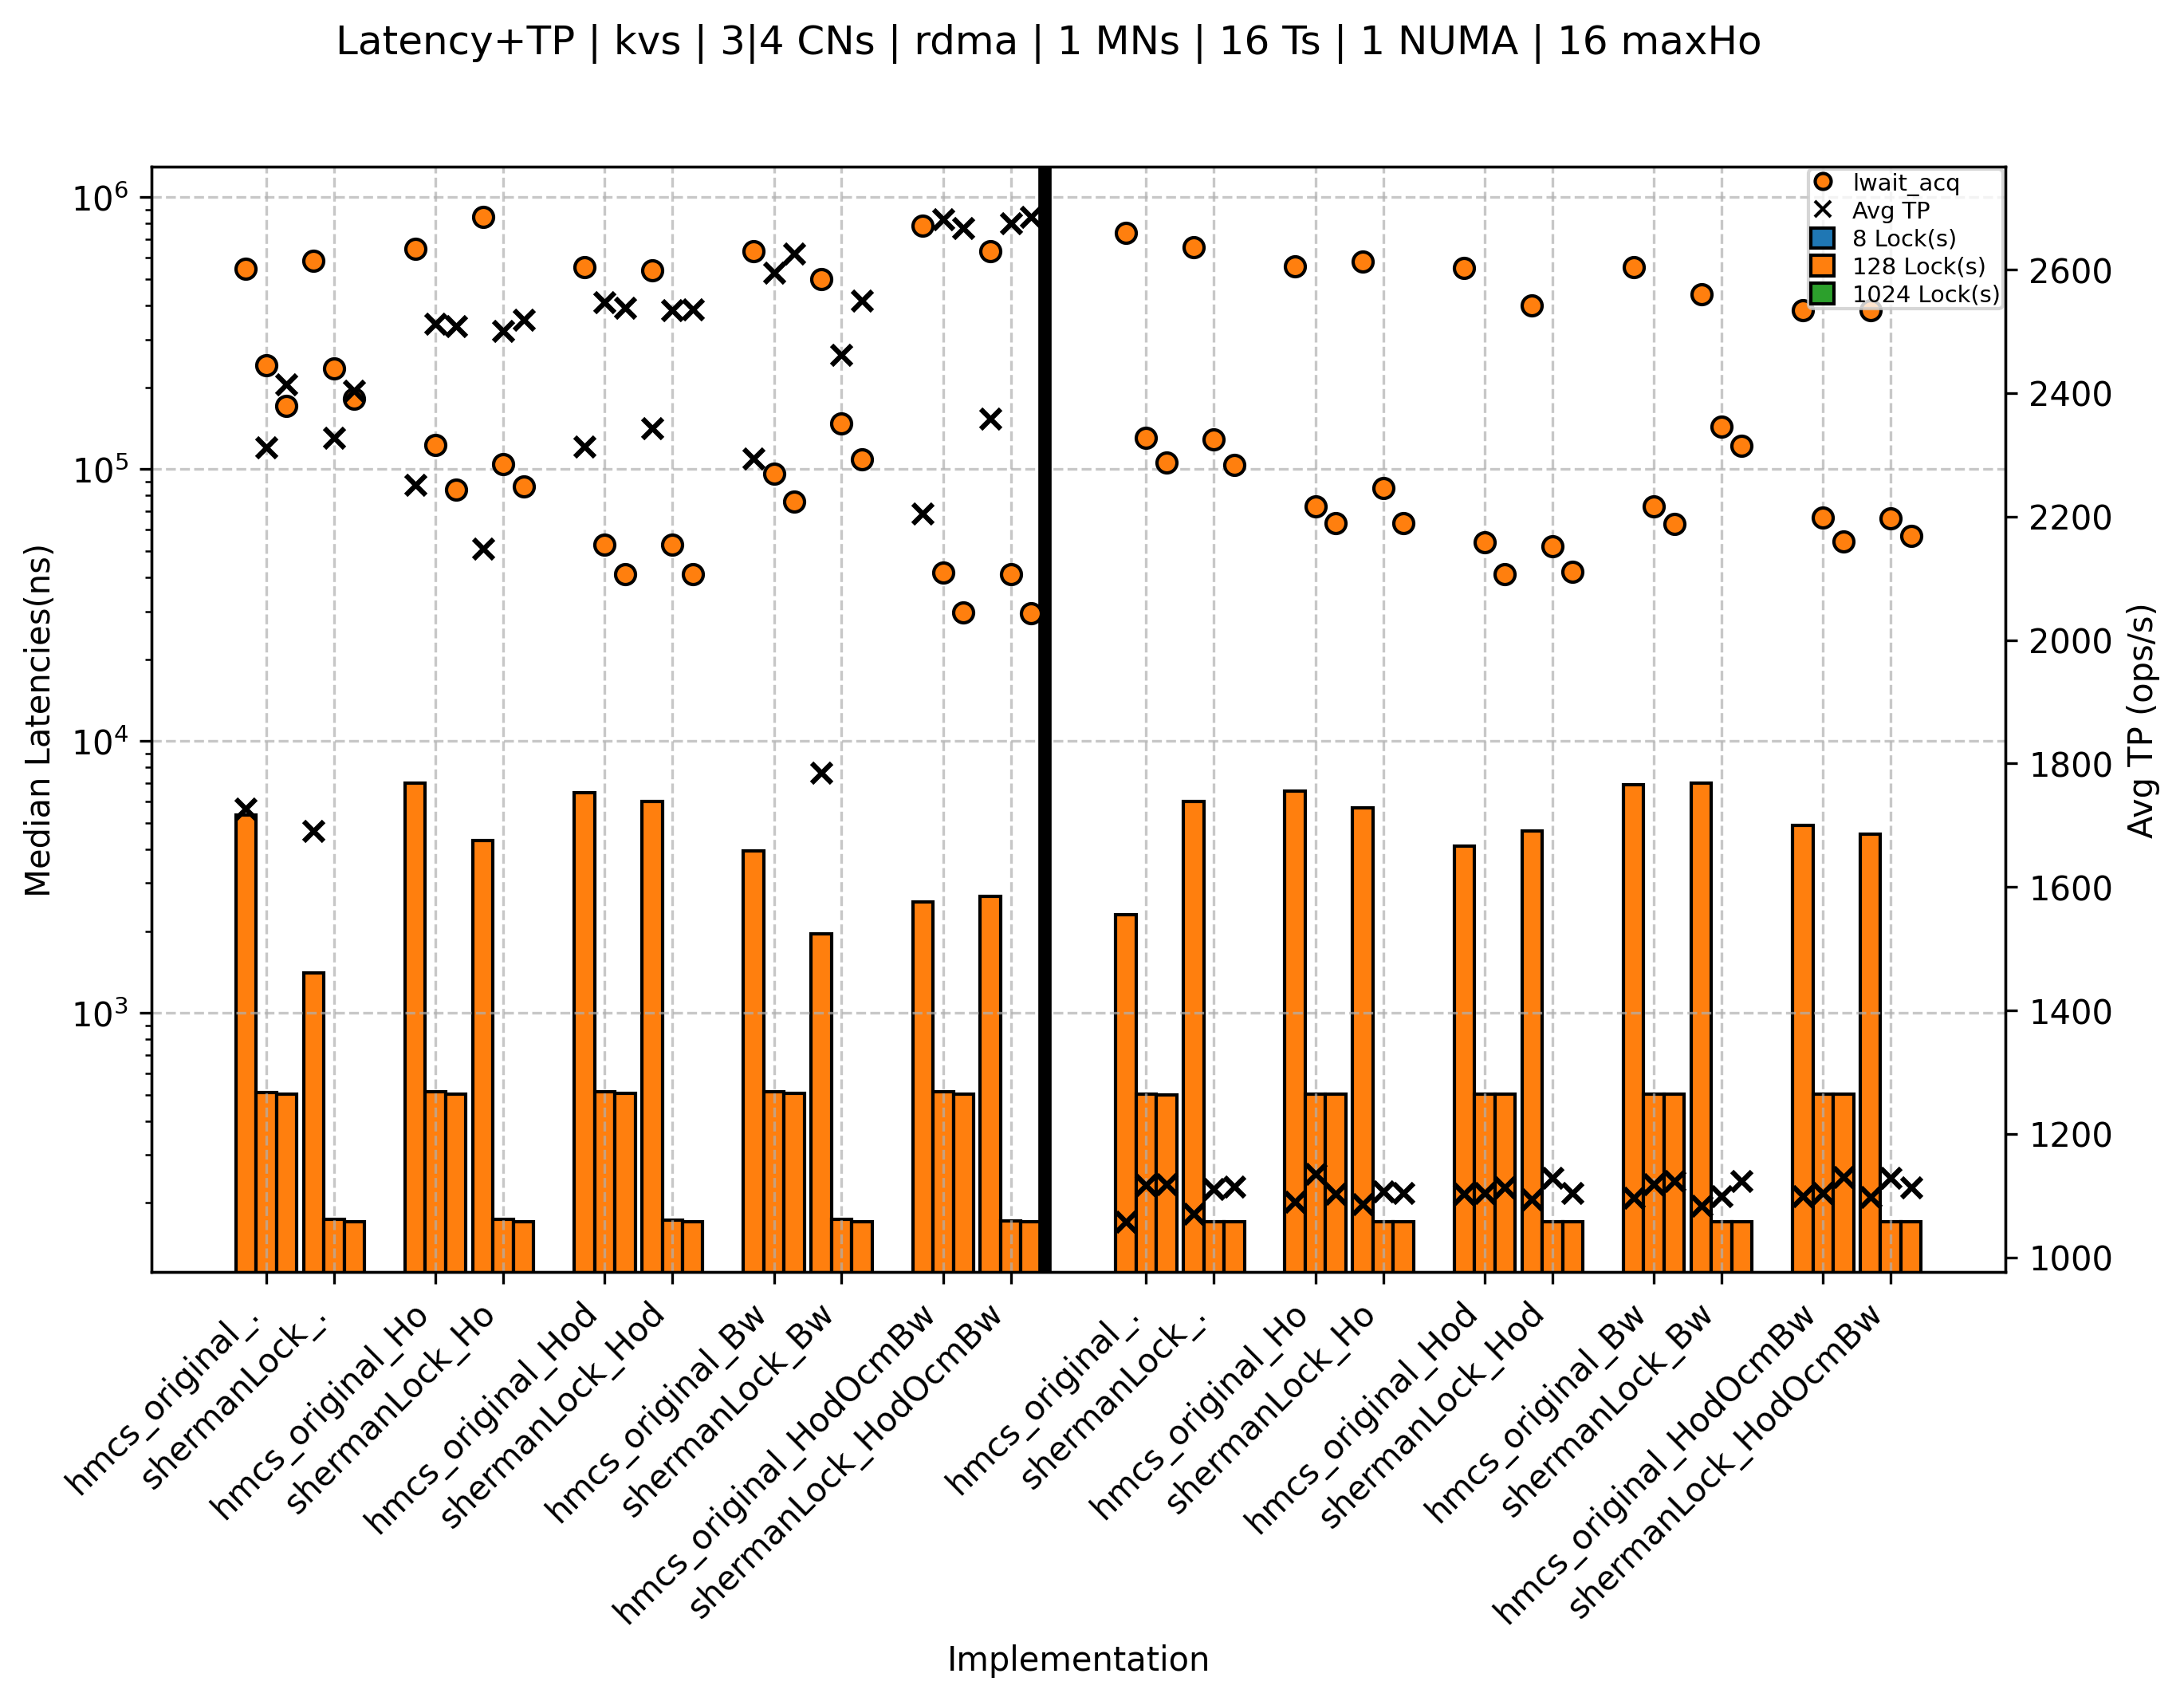 Latency+TP | kvs | 3|4 CNs | rdma | 1 MNs | 16 Ts | 1 NUMA | 16 maxHo
lwait_acq
Avg TP
8 Lock(s)
128 Lock(s)
1024 Lock(s)
Median Latencies(ns)
10^6
10^5
10^4
10^3
Avg TP (ops/s)
2600
2400
2200
2000
1800
1600
1400
1200
1000
hmcs_original_.
shermanLock_.
hmcs_original_Ho
shermanLock_Ho
hmcs_original_Hod
shermanLock_Hod
hmcs_original_Bw
shermanLock_Bw
hmcs_original_HodOcmBw
shermanLock_HodOcmBw
hmcs_original_.
shermanLock_.
hmcs_original_Ho
shermanLock_Ho
hmcs_original_Hod
shermanLock_Hod
hmcs_original_Bw
shermanLock_Bw
hmcs_original_HodOcmBw
shermanLock_HodOcmBw
Implementation